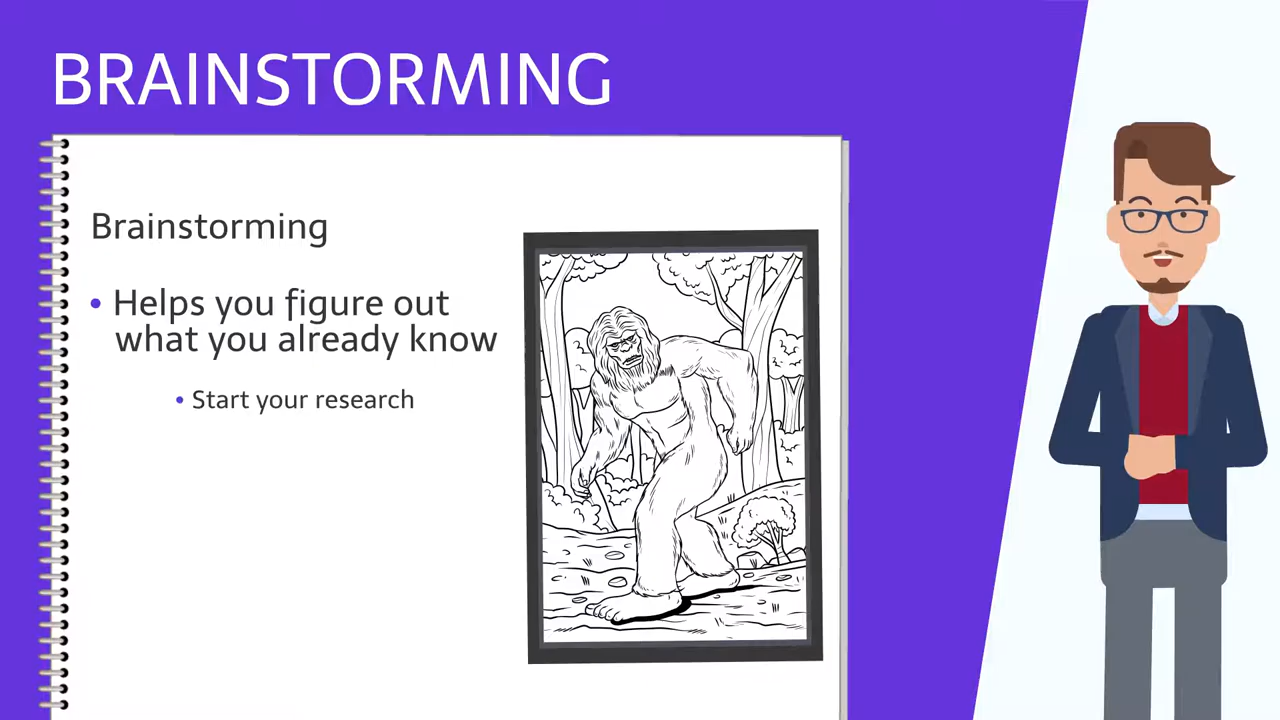 BRAINSTORMING
Brainstorming
• Helps you figure out
what you already know
• Start your research